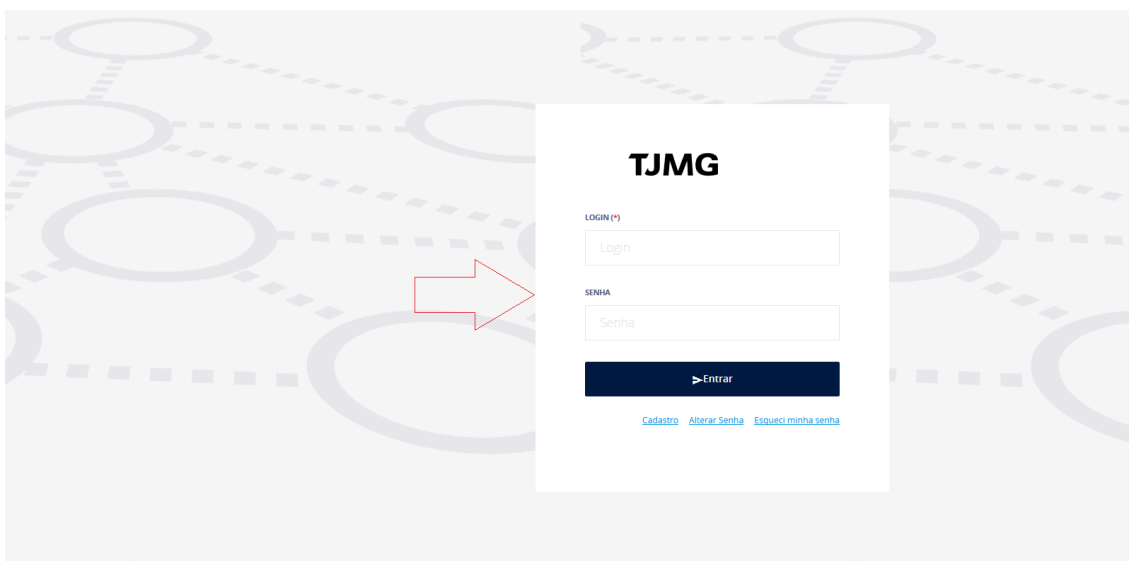 TJMG
LOGIN (*)
Login
SENHA
Senha
Entrar
Cadastro Alterar Senha Esqueci minha senha